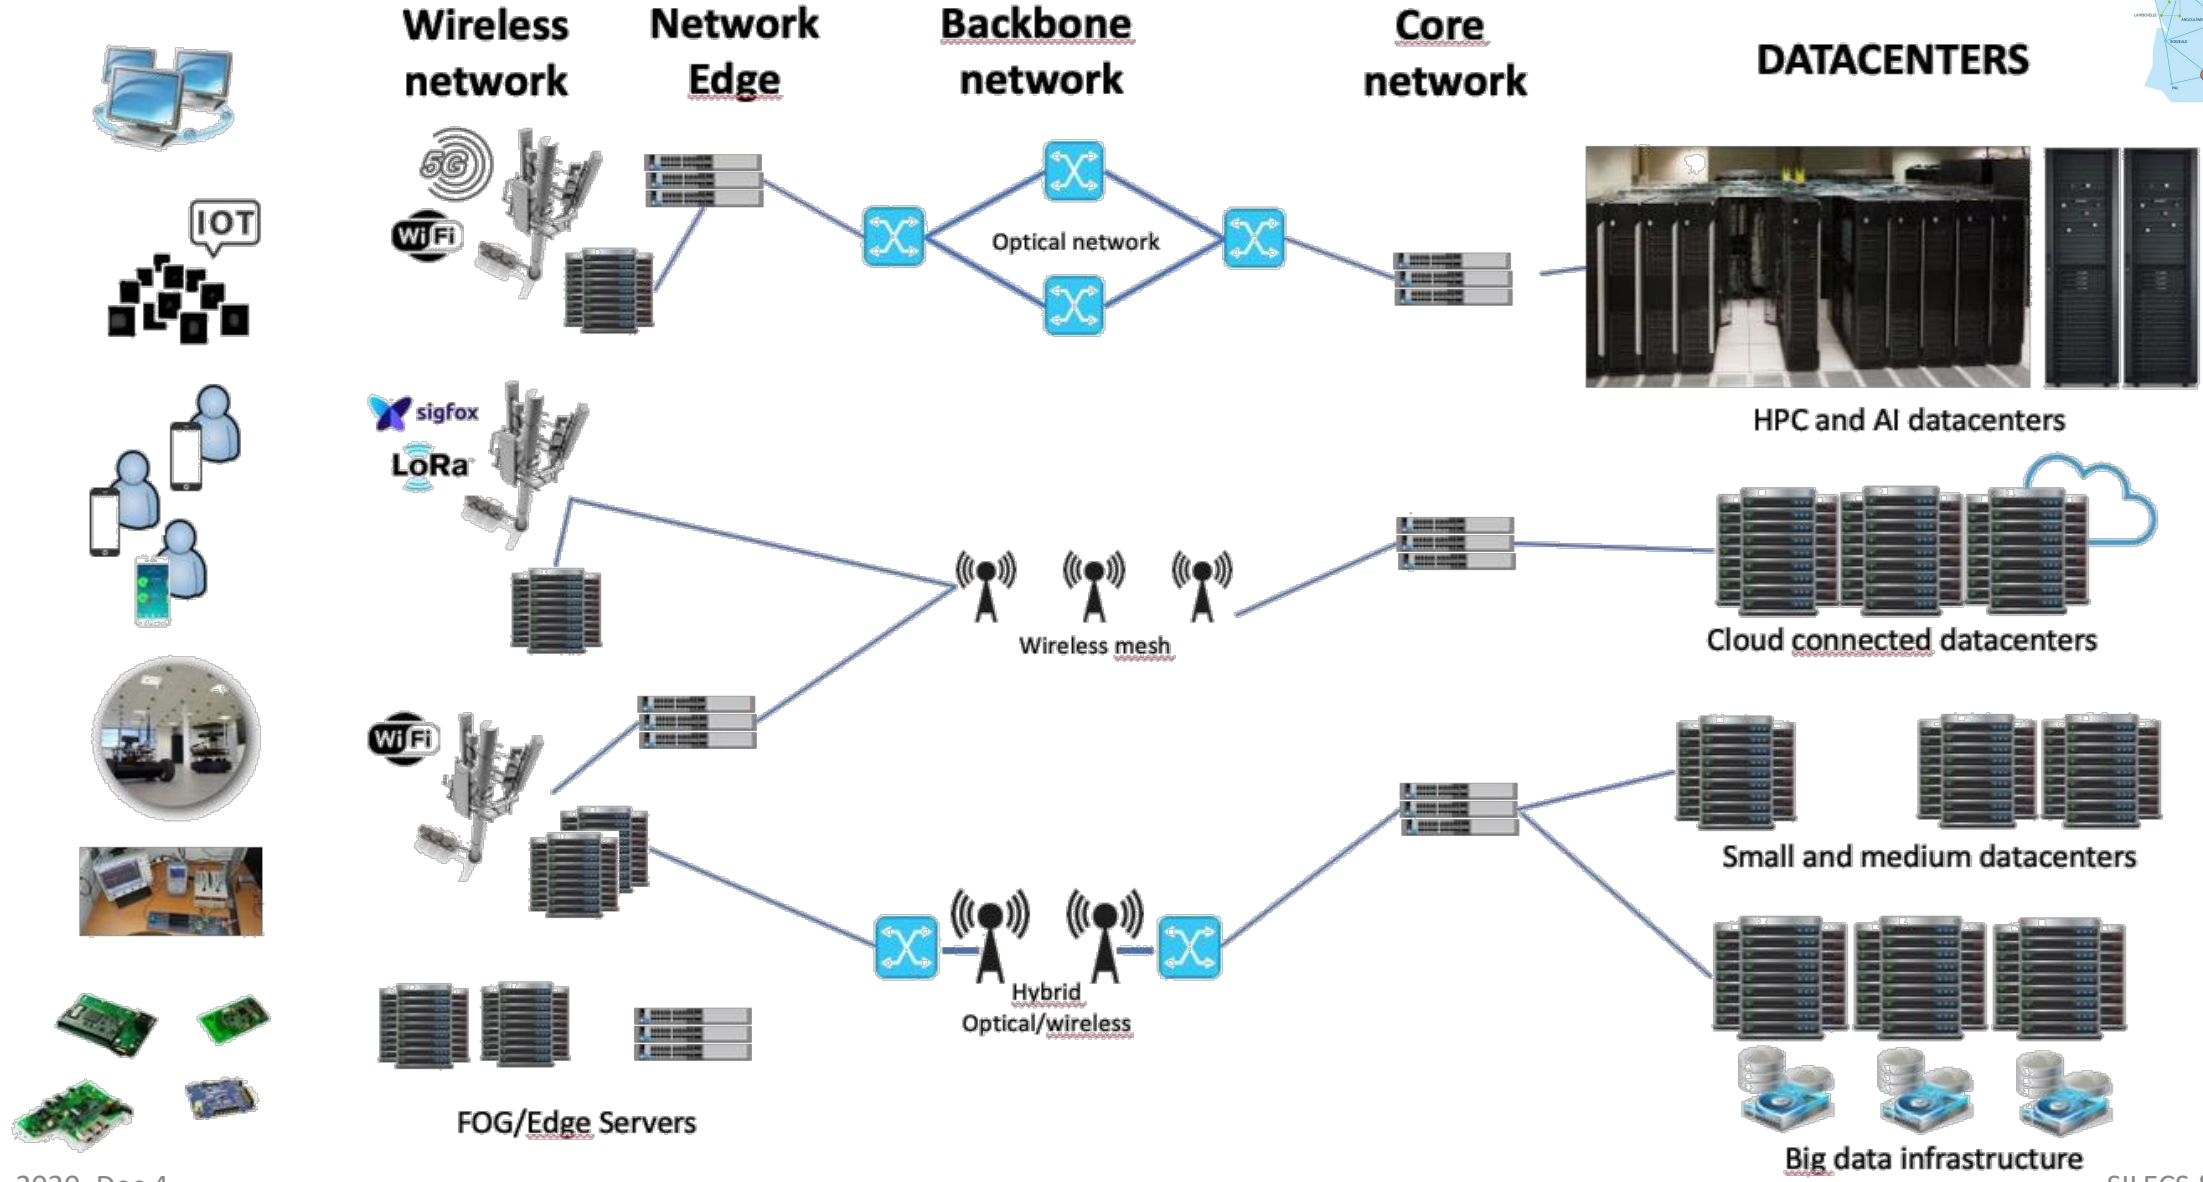 Wireless
network
Network
Edge
Backbone
network
Core
network
DATACENTERS
5G
WiFi
IOT
Optical network
HPC and AI datacenters
sigfox
LoRa
Wireless mesh
Cloud connected datacenters
WiFi
Small and medium datacenters
Hybrid
Optical/wireless
FOG/Edge Servers
Big data infrastructure